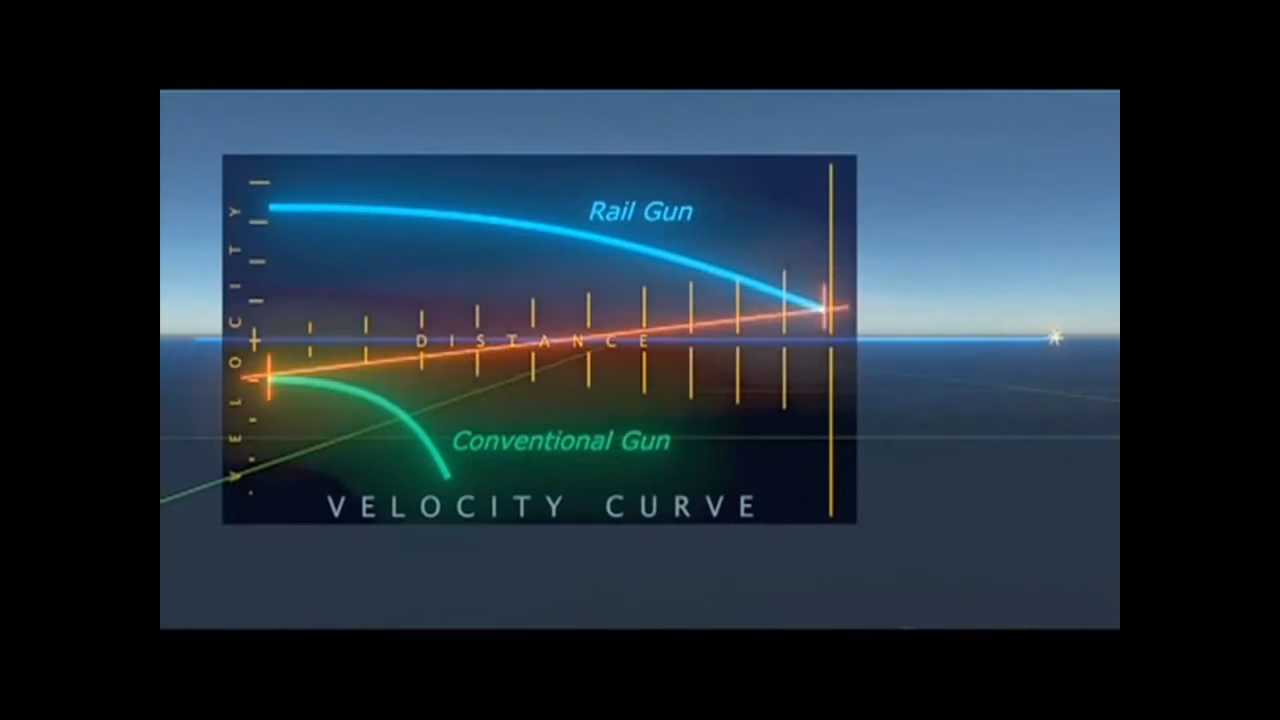 VELOCITY
Rail Gun
DISTANCE
Conventional Gun
VELOCITY CURVE